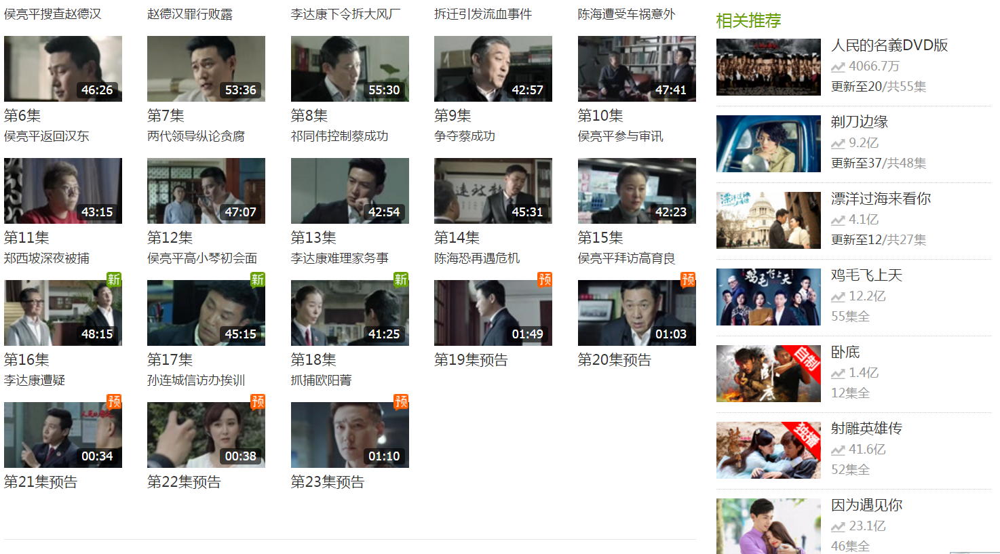 侯亮平搜查赵德汉
赵德汉罪行败露
李达康下令拆大风厂
拆迁引发流血事件
陈海遭受车祸意外
46:26
53:36
55:30
42:57
47:41
第6集
第7集
第8集
第9集
第10集
侯亮平返回汉东
两代领导纵论贪腐
祁同伟控制蔡成功
争夺蔡成功
侯亮平参与审讯
43:15
47:07
42:54
45:31
42:23
第11集
第12集
第13集
第14集
第15集
郑西坡深夜被捕
侯亮平高小琴初会面
李达康难理家务事
陈海恐再遇危机
侯亮平拜访高育良
新
新
新
预
预
48:15
45:15
41:25
01:49
01:03
第16集
第17集
第18集
第19集预告
第20集预告
李达康遭疑
孙连城信访办挨训
抓捕欧阳菁
预
预
预
00:34
00:38
01:10
第21集预告
第22集预告
第23集预告
相关推荐
人民的名義DVD版
4066.7万
更新至20/共55集
剃刀边缘
9.2亿
更新至37/共48集
漂洋过海来看你
漂洋过海来看你
4.1亿
更新至12/共27集
鸡毛飞上天
鸡毛飞上天
12.2亿
55集全
自制
卧底
卧底
1.4亿
12集全
独播
射雕英雄传
41.6亿
52集全
因为遇见你
23.1亿
46集全